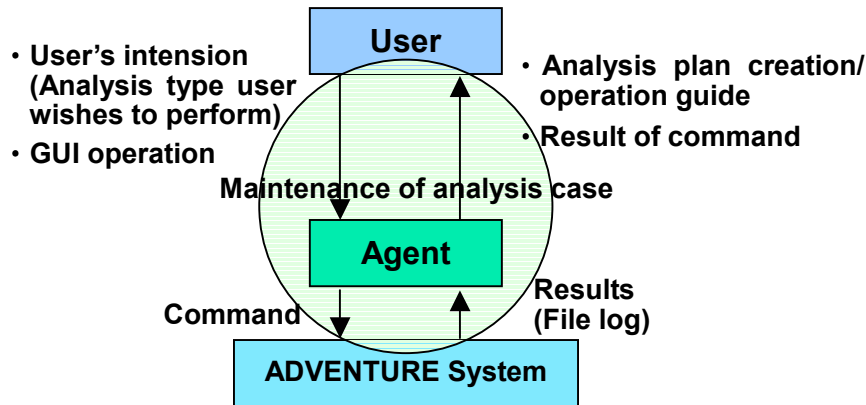 User
• User’s intension
(Analysis type user
wishes to perform)
• GUI operation
• Analysis plan creation/
operation guide
• Result of command
Maintenance of analysis case
Agent
Command
Results
(File log)
ADVENTURE System